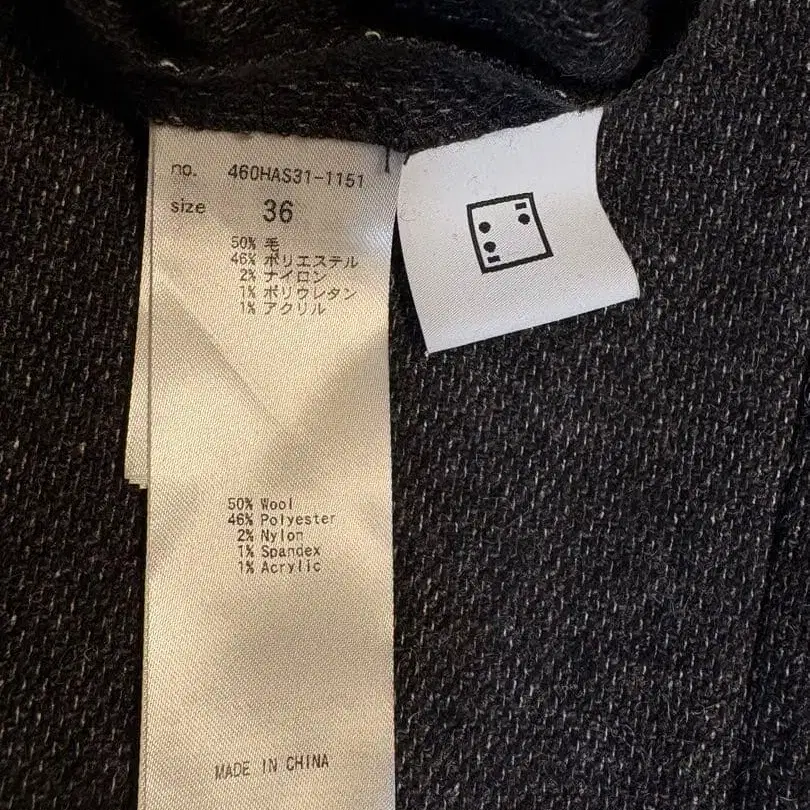 no. 460HAS31-1151
size 36
50% 毛
46% ポリエステル
2% ナイロン
1% ポリウレタン
1% アクリル
50% Wool
46% Polyester
2% Nylon
1% Spandex
1% Acrylic
MADE IN CHINA